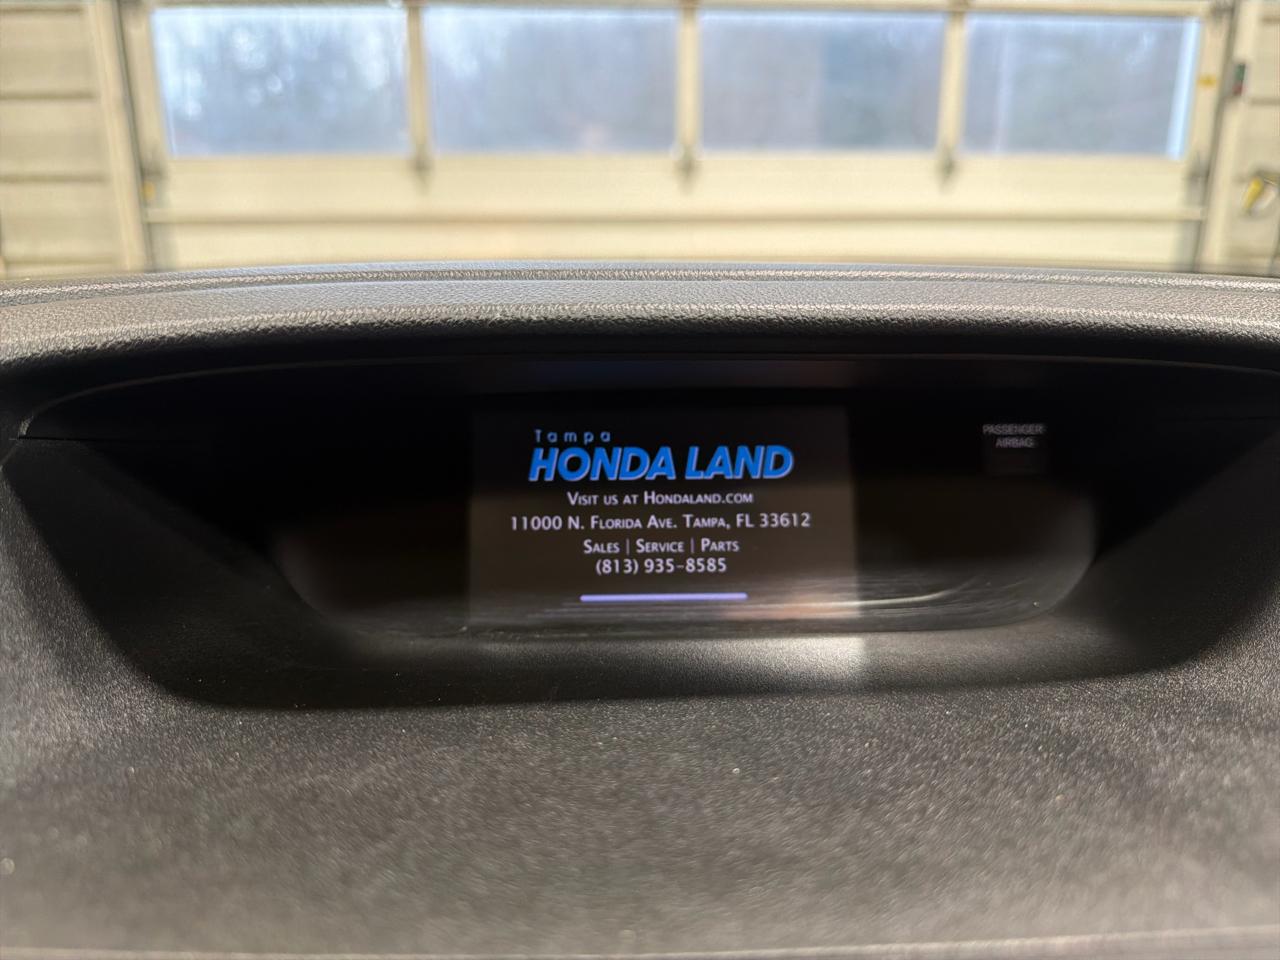 Tampa
HONDA LAND
VISIT US AT HONDALAND.COM
11000 N. FLORIDA AVE. TAMPA, FL 33612
SALES | SERVICE | PARTS
(813) 935-8585
PASSENGER
AIRBAG